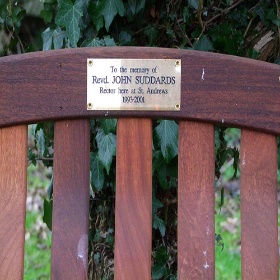 To the memory of
Revd. JOHN SUDDARDS
Rector here at St. Andrews
1993-2001